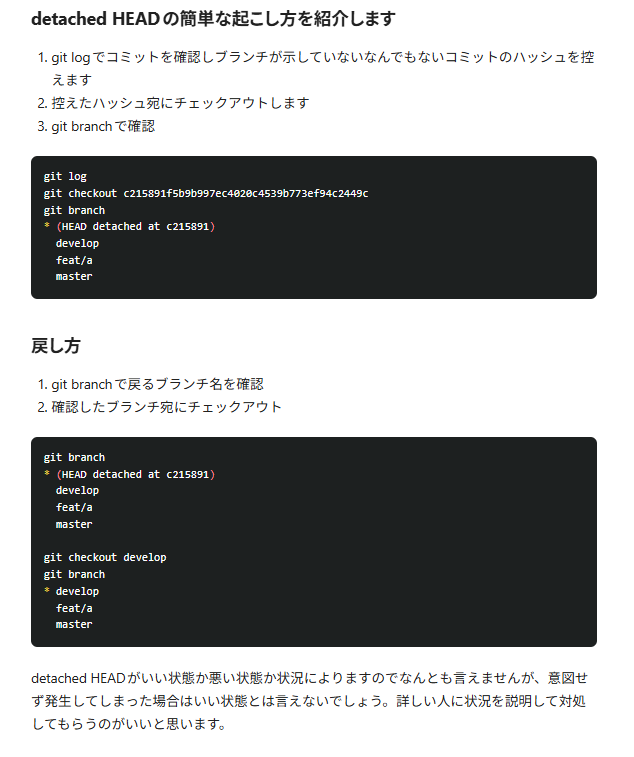 detached HEADの簡単な起こし方を紹介します
1. git logでコミットを確認しブランチが示していないなんでもないコミットのハッシュを控
えます
2. 控えたハッシュ宛にチェックアウトします
3. git branchで確認
git log
git checkout c215891f5b9b997ec4020c4539b773ef94c2449c
git branch
* (HEAD detached at c215891)
develop
feat/a
master
戻し方
1. git branchで戻るブランチ名を確認
2. 確認したブランチ宛にチェックアウト
git branch
* (HEAD detached at c215891)
develop
feat/a
master
git checkout develop
git branch
* develop
feat/a
master
detached HEADがいい状態か悪い状態か状況によりますのでなんとも言えませんが、意図せ
ず発生してしまった場合はいい状態とは言えないでしょう。詳しい人に状況を説明して対処
してもらうのがいいと思います。